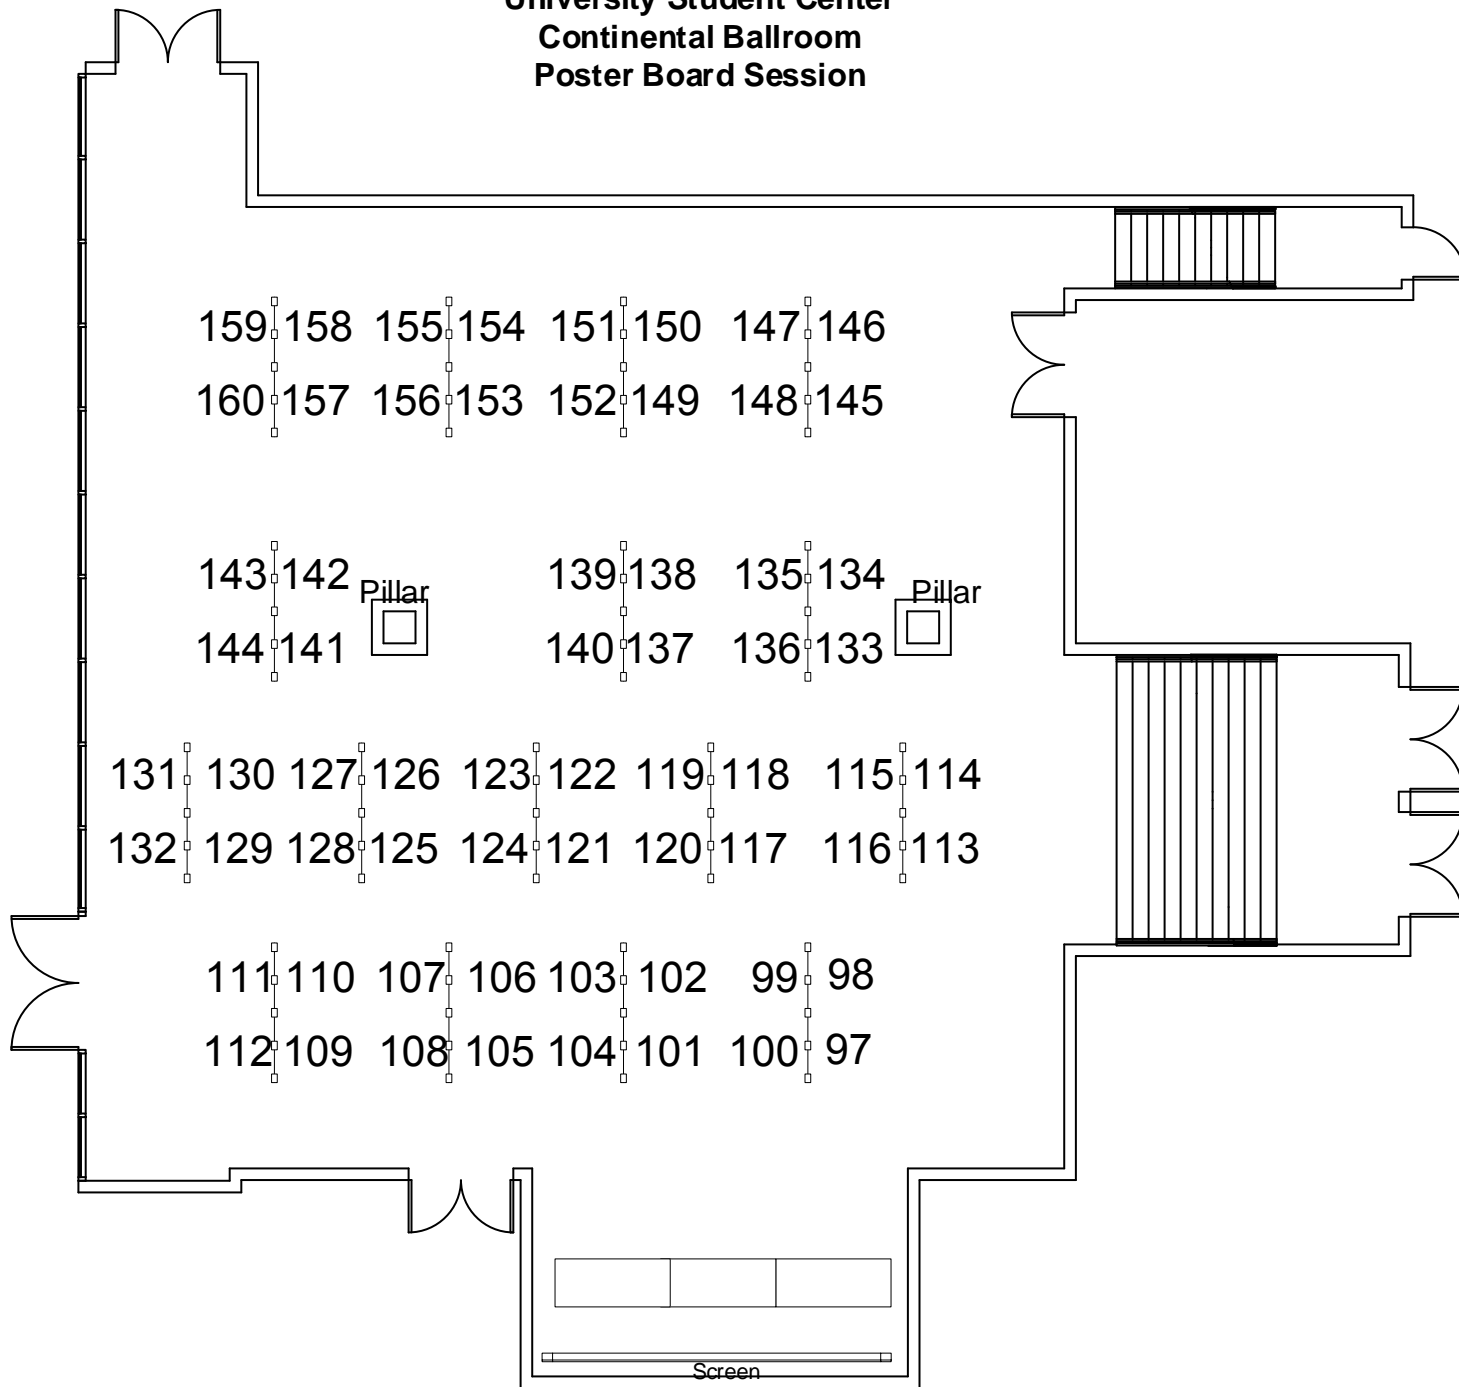 University Student Center
Continental Ballroom
Poster Board Session
159 158 155 154 151 150 147 146
160 157 156 153 152 149 148 145
143 142 139 138 135 134
Pillar Pillar
144 141 140 137 136 133
131 130 127 126 123 122 119 118 115 114
132 129 128 125 124 121 120 117 116 113
111 110 107 106 103 102 99 98
112 109 108 105 104 101 100 97
Screen